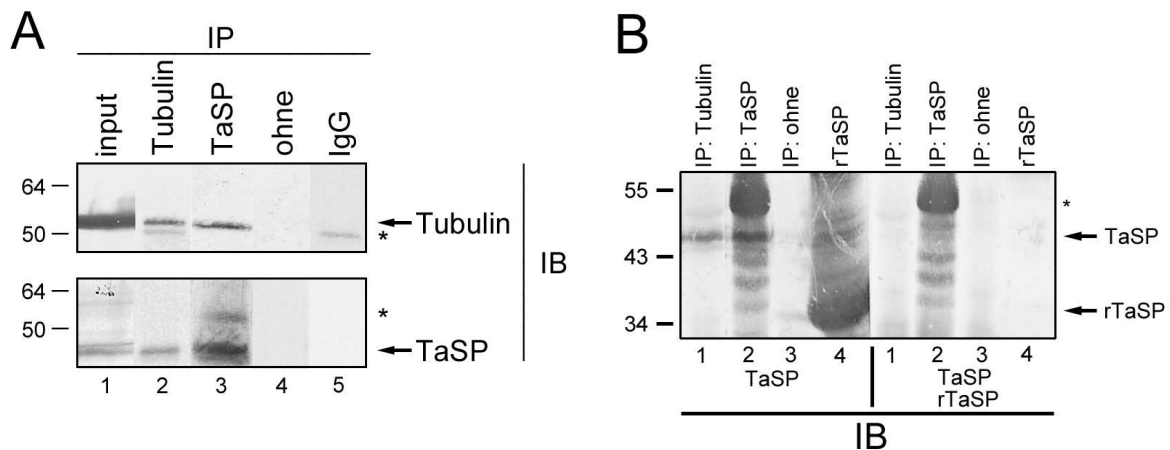 A
IP
input
Tubulin
TaSP
ohne
IgG
64
50
Tubulin
*
IB
64
50
*
TaSP
1 2 3 4 5
B
IP: Tubulin
IP: TaSP
IP: ohne
rTaSP
IP: Tubulin
IP: TaSP
IP: ohne
rTaSP
55
*
TaSP
43
rTaSP
34
1 2 3 4 1 2 3 4
TaSP TaSP
rTaSP
IB